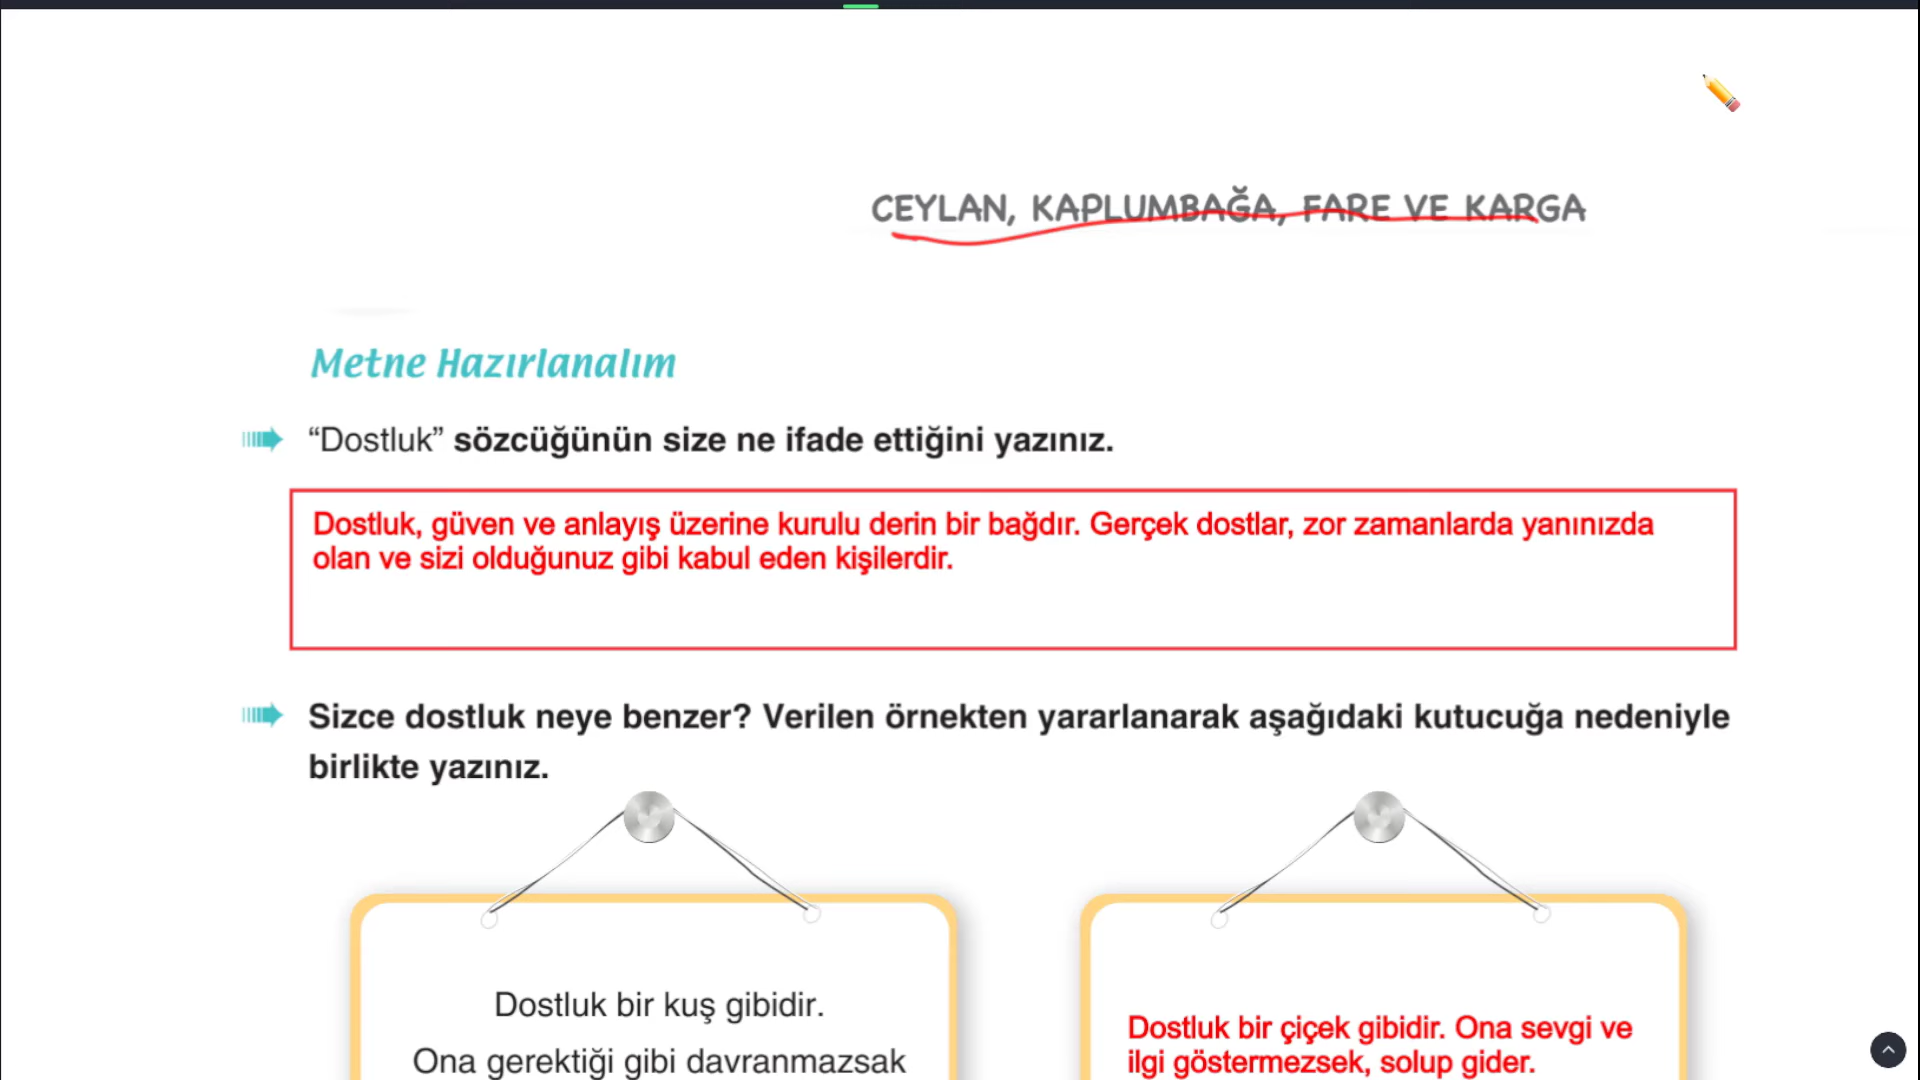 CEYLAN, KAPLUMBAĞA, FARE VE KARGA
Metne Hazırlanalım
“Dostluk” sözcüğünün size ne ifade ettiğini yazınız.
Dostluk, güven ve anlayış üzerine kurulu derin bir bağdır. Gerçek dostlar, zor zamanlarda yanınızda
olan ve sizi olduğunuz gibi kabul eden kişilerdir.
Sizce dostluk neye benzer? Verilen örnekten yararlanarak aşağıdaki kutucuğa nedeniyle
birlikte yazınız.
Dostluk bir kuş gibidir.
Ona gerektiği gibi davranmazsak
Dostluk bir çiçek gibidir. Ona sevgi ve
ilgi göstermezsek, solup gider.